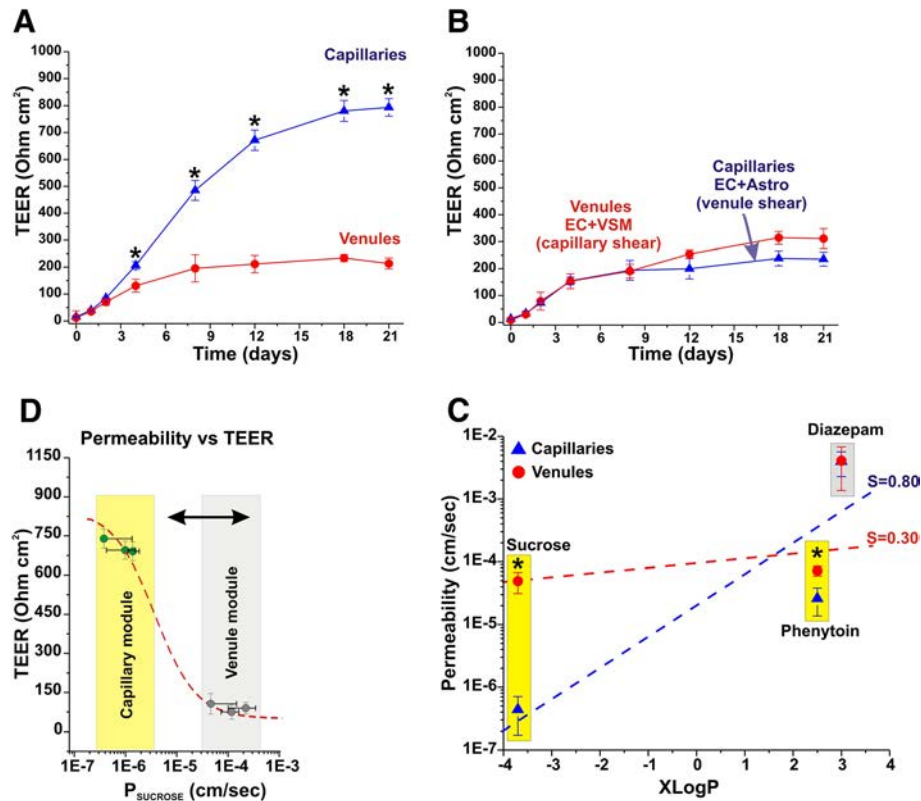 A
1000
900
800
700
600
500
400
300
200
100
0
TEER (Ohm cm²)
Capillaries
*
*
*
*
*
*
Venules
0 3 6 9 12 15 18 21
Time (days)
B
1000
900
800
700
600
500
400
300
200
100
0
TEER (Ohm cm²)
Venules
EC+VSM
(capillary shear)
Capillaries
EC+Astro
(venule shear)
0 3 6 9 12 15 18 21
Time (days)
D
Permeability vs TEER
1150
900
750
600
450
300
150
0
TEER (Ohm cm²)
Capillary module
Venule module
1E-7 1E-6 1E-5 1E-4 1E-3
P SUCROSE (cm/sec)
C
1E-2
1E-3
1E-4
1E-5
1E-6
1E-7
Permeability (cm/sec)
Capillaries
Venules
Diazepam
S=0.80
S=0.30
Sucrose
*
*
Phenytoin
-4 -3 -2 -1 0 1 2 3 4
XLogP